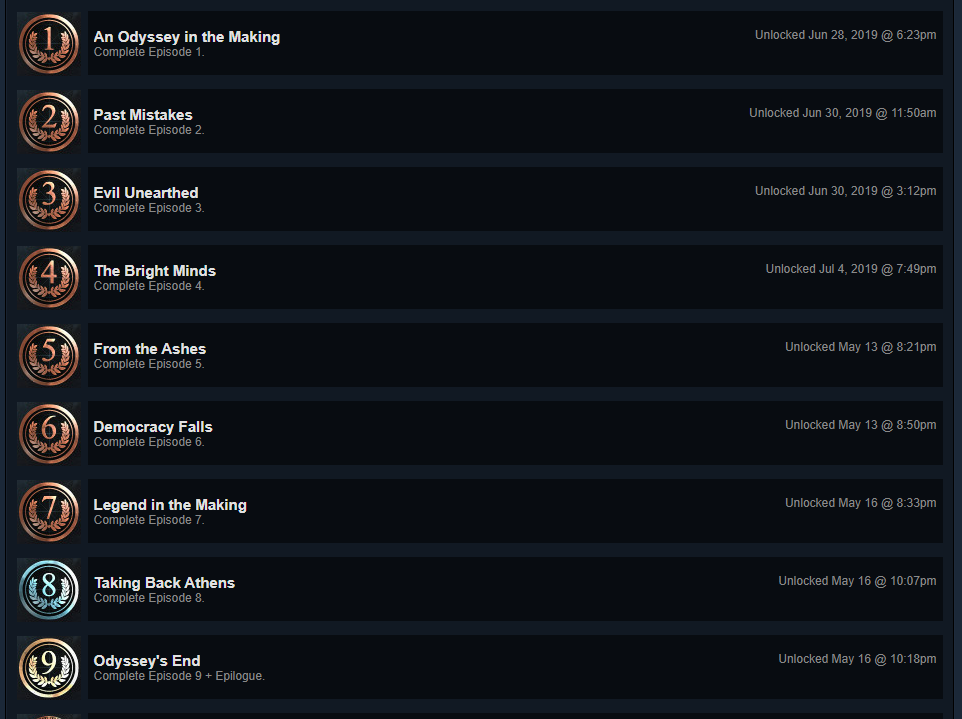 1
An Odyssey in the Making
Complete Episode 1.
Unlocked Jun 28, 2019 @ 6:23pm
2
Past Mistakes
Complete Episode 2.
Unlocked Jun 30, 2019 @ 11:50am
3
Evil Unearthed
Complete Episode 3.
Unlocked Jun 30, 2019 @ 3:12pm
4
The Bright Minds
Complete Episode 4.
Unlocked Jul 4, 2019 @ 7:49pm
5
From the Ashes
Complete Episode 5.
Unlocked May 13 @ 8:21pm
6
Democracy Falls
Complete Episode 6.
Unlocked May 13 @ 8:50pm
7
Legend in the Making
Complete Episode 7.
Unlocked May 16 @ 8:33pm
8
Taking Back Athens
Complete Episode 8.
Unlocked May 16 @ 10:07pm
9
Odyssey's End
Complete Episode 9 + Epilogue.
Unlocked May 16 @ 10:18pm